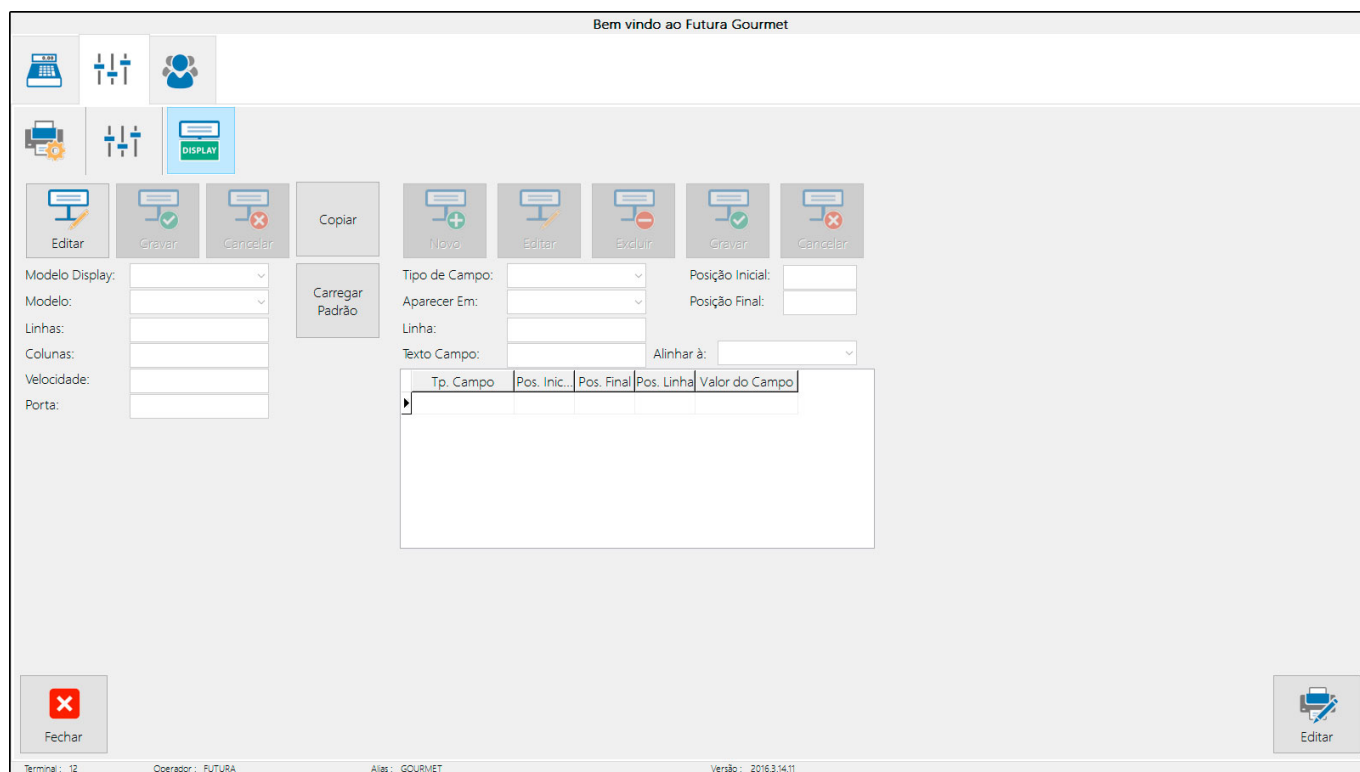 Bem vindo ao Futura Gourmet
0.00
DISPLAY
Editar Gravar Cancelar Copiar Novo Editar Excluir Gravar Cancelar
Modelo Display: Tipo de Campo: Posição Inicial:
Modelo: Carregar Padrão Aparecer Em: Posição Final:
Linhas: Linha:
Colunas: Texto Campo: Alinhar à:
Velocidade: Tp. Campo Pos. Inic... Pos. Final Pos. Linha Valor do Campo
Porta:
Fechar Editar
Terminal : 12 Operador : FUTURA Alias : GOURMET Versão : 2016.3.14.11